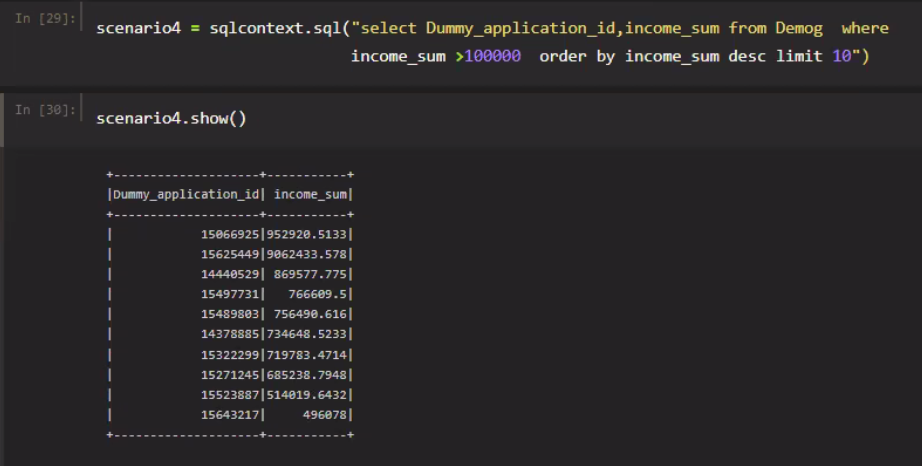 In [29]:
scenario4 = sqlcontext.sql("select Dummy_application_id,income_sum from Demog  where
income_sum >100000  order by income_sum desc limit 10")
In [30]:
scenario4.show()
+--------------------+-----------+
|Dummy_application_id| income_sum|
+--------------------+-----------+
|            15066925|952920.5133|
|            15625449|9062433.578|
|            14440529| 869577.775|
|            15497731|   766609.5|
|            15489803| 756490.616|
|            14378885|734648.5233|
|            15322299|719783.4714|
|            15271245|685238.7948|
|            15523887|514019.6432|
|            15643217|     496078|
+--------------------+-----------+